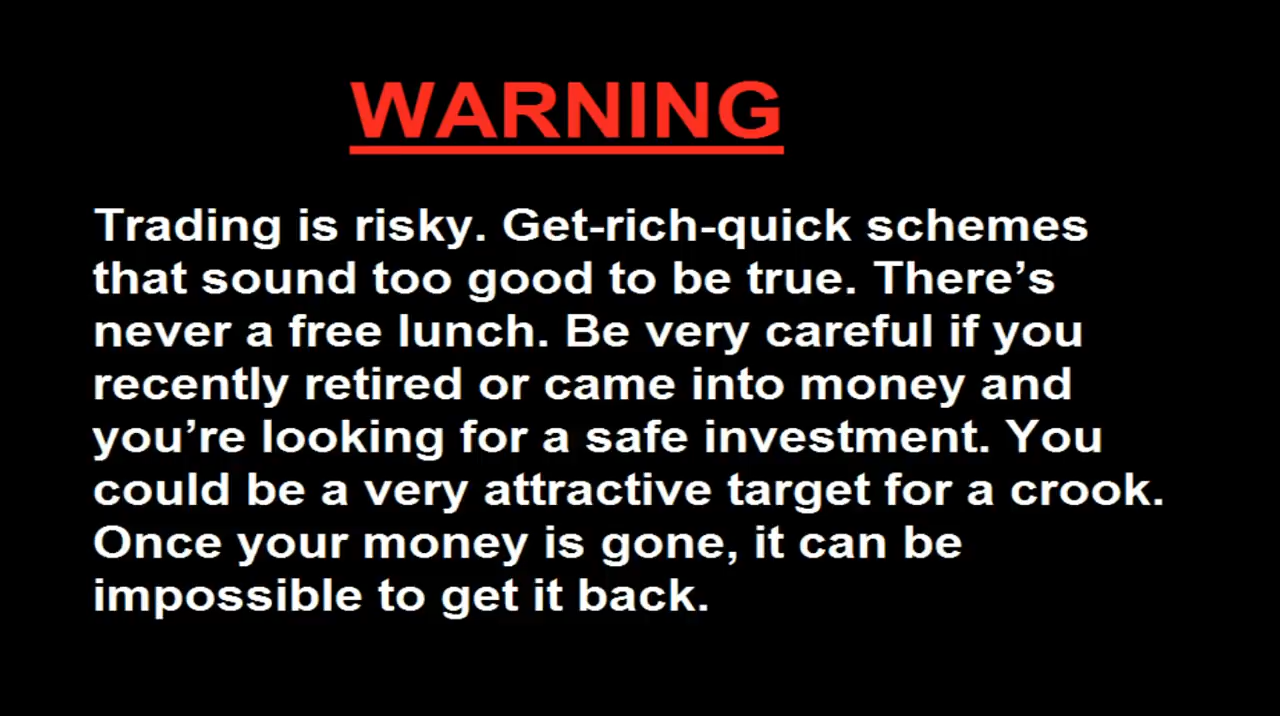 WARNING
Trading is risky. Get-rich-quick schemes
that sound too good to be true. There’s
never a free lunch. Be very careful if you
recently retired or came into money and
you’re looking for a safe investment. You
could be a very attractive target for a crook.
Once your money is gone, it can be
impossible to get it back.